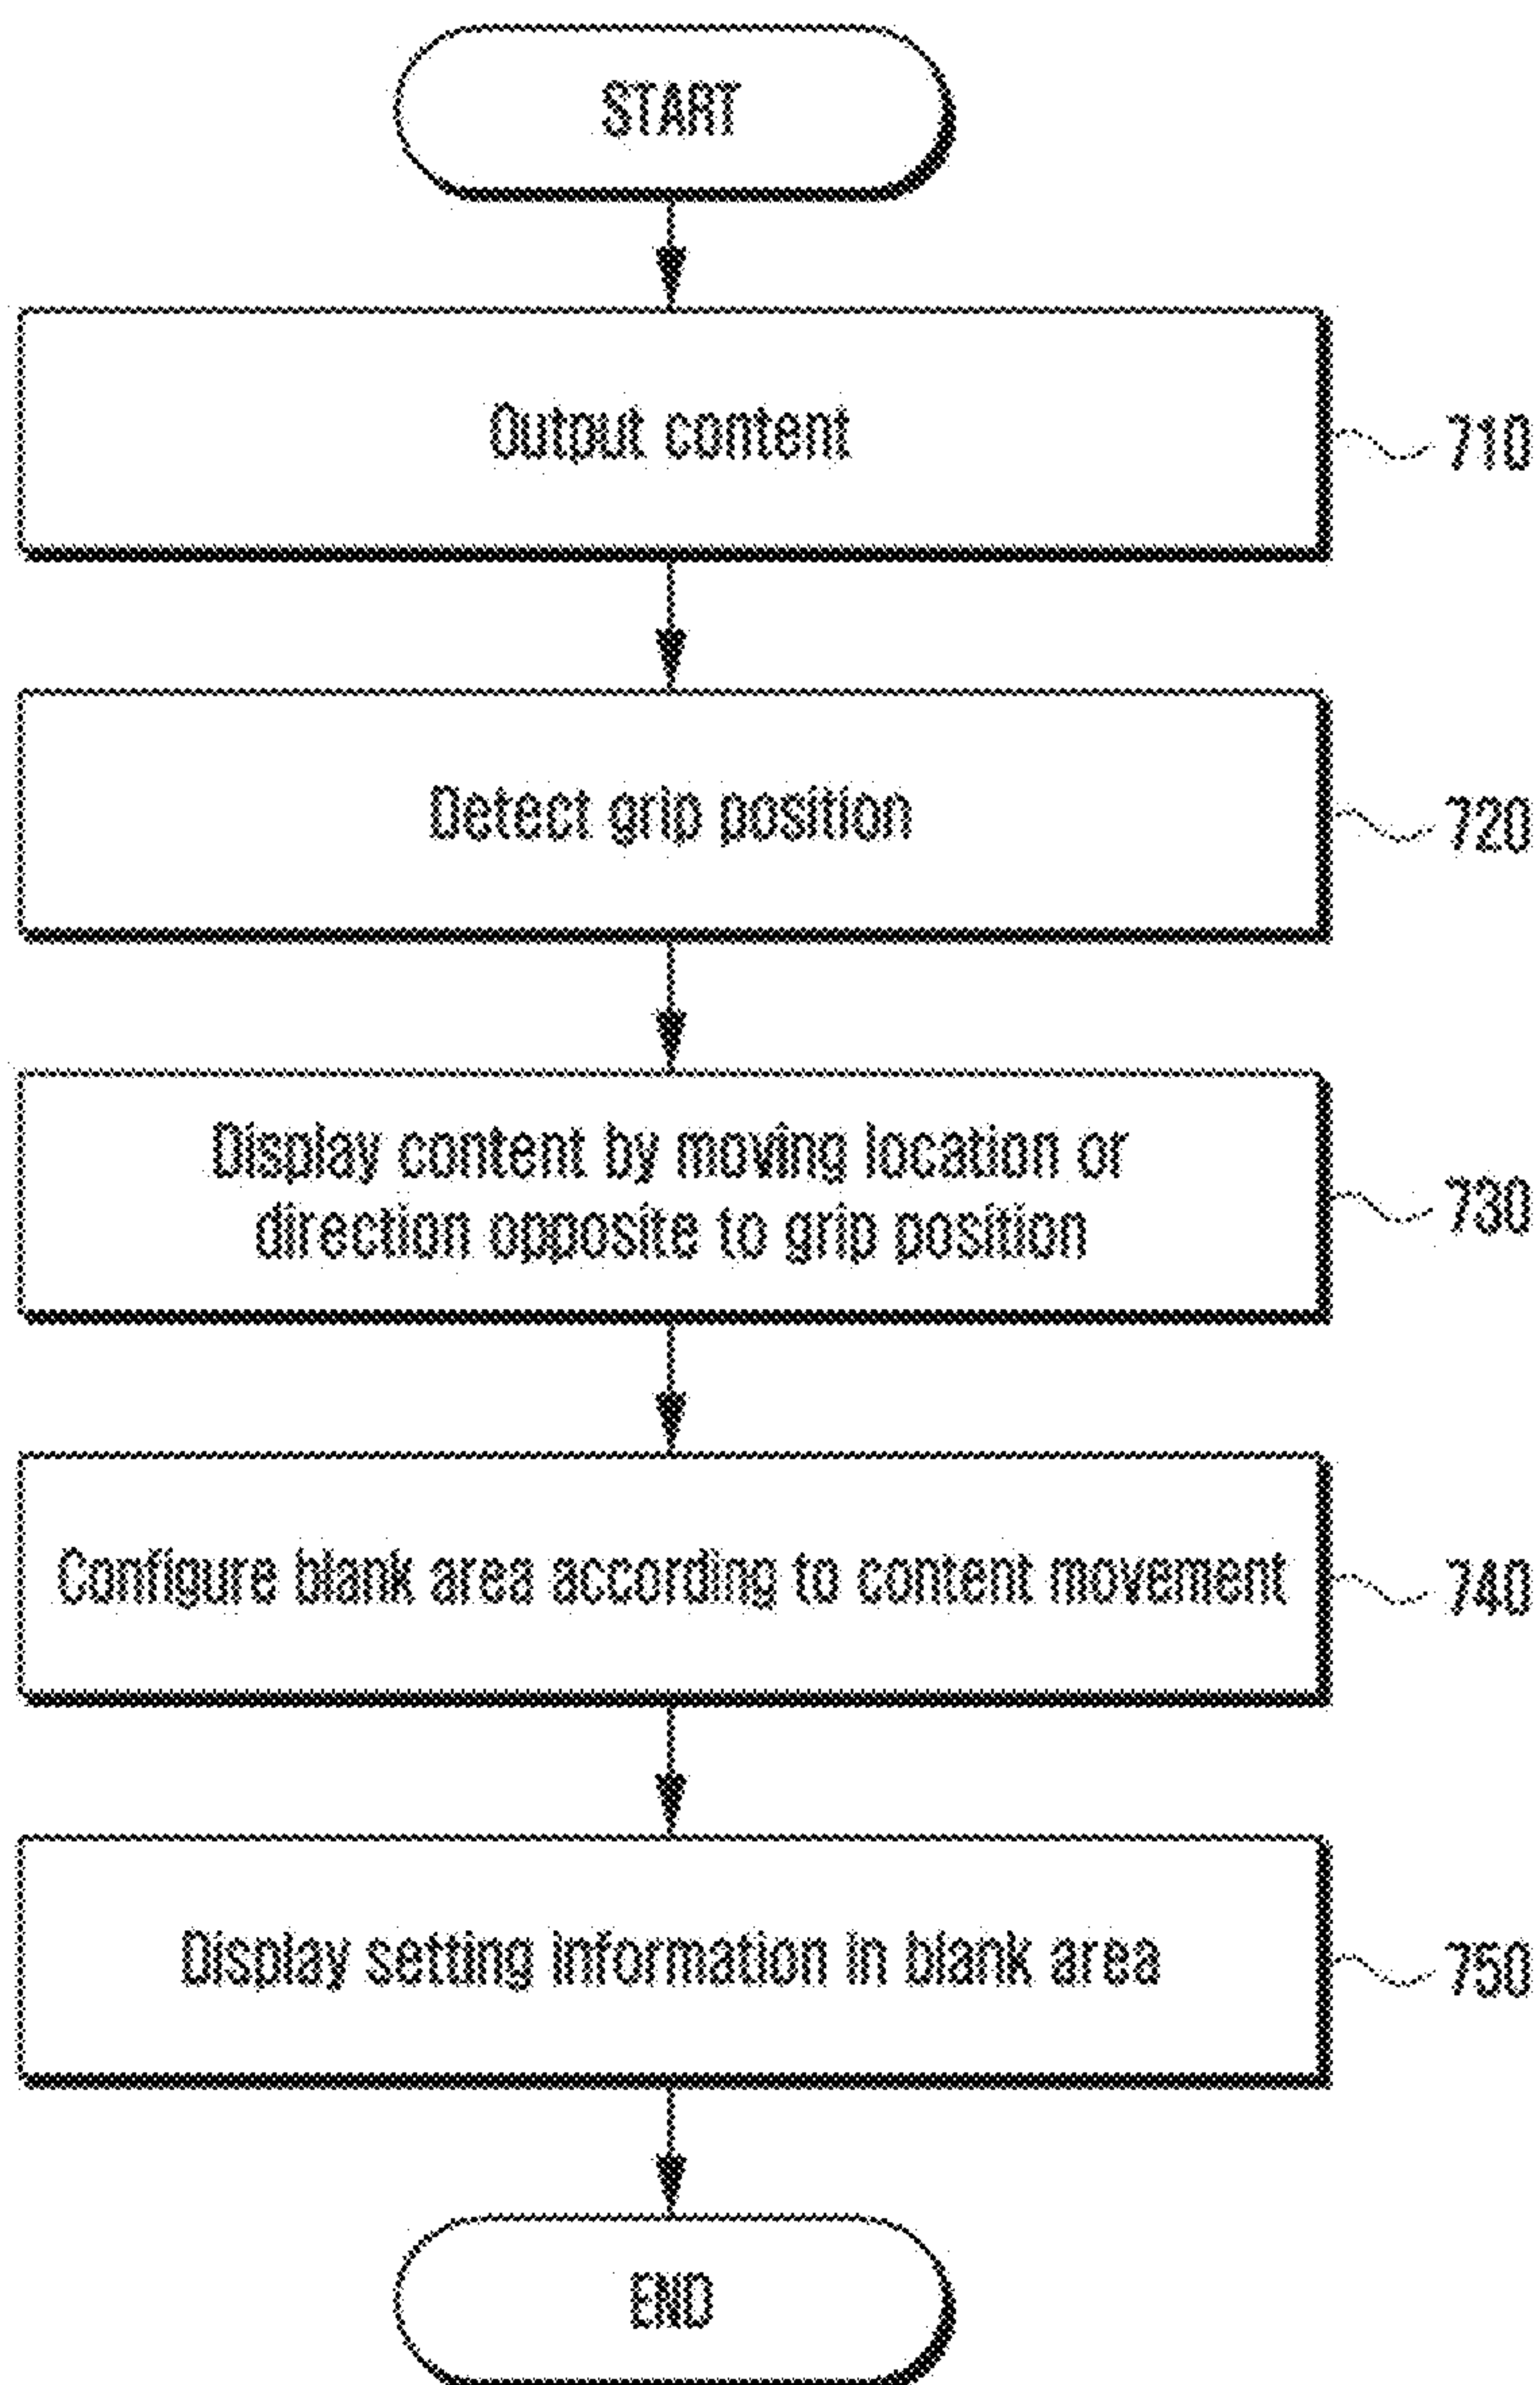 START
Output content
710
Detect grip position
720
Display content by moving location or
direction opposite to grip position
730
Configure blank area according to content movement
740
Display setting information in blank area
750
END